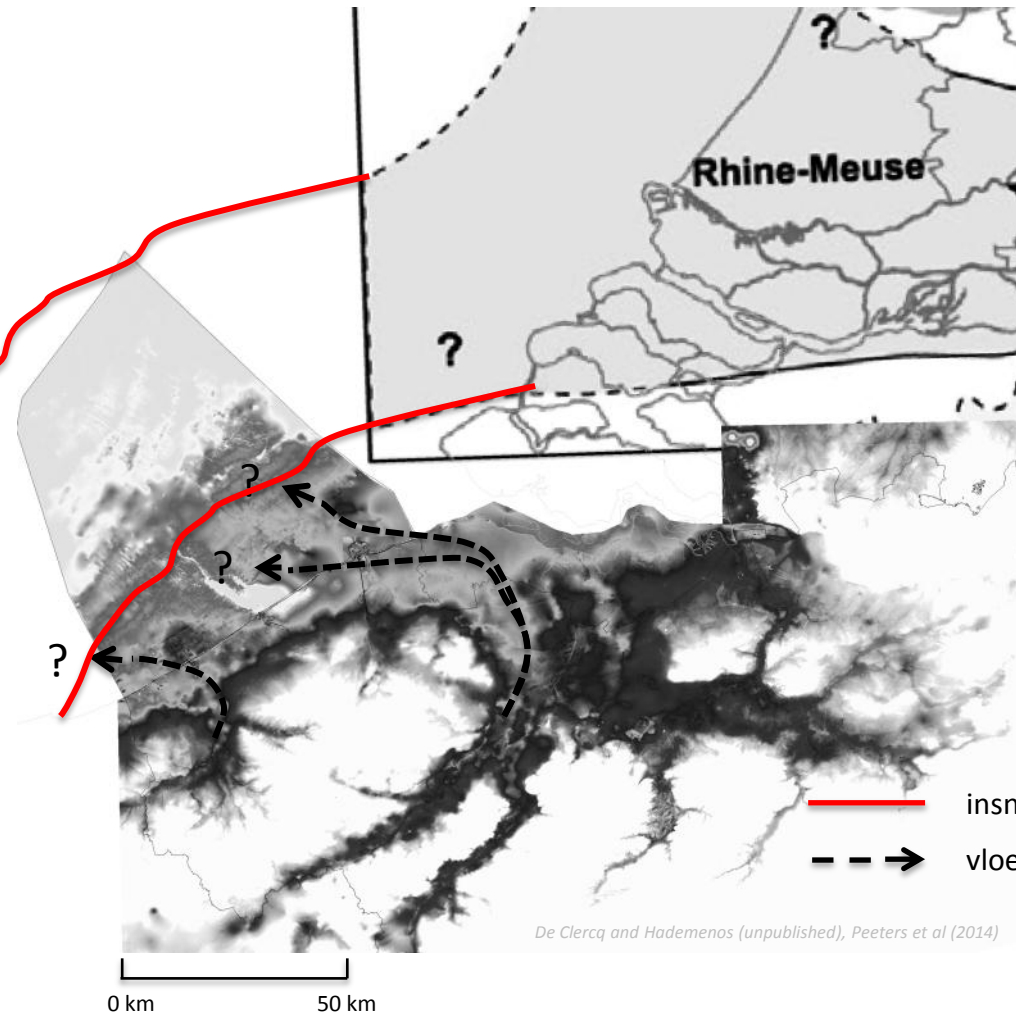 ?
Rhine-Meuse
?
?
?
?
insn
vloe
De Clercq and Hademenos (unpublished), Peeters et al (2014)
0 km
50 km